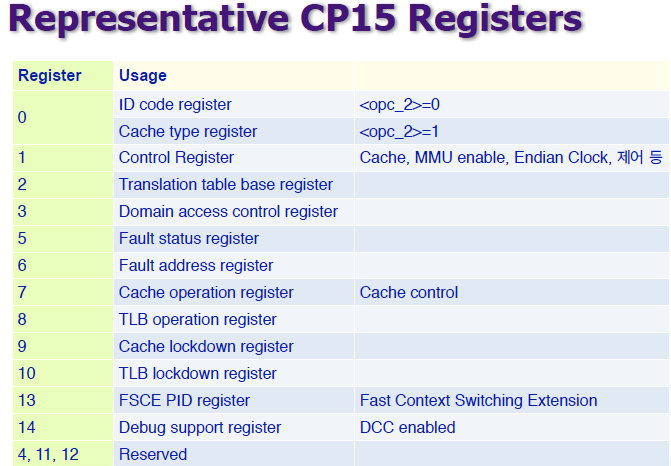 Representative CP15 Registers
Register Usage
0 ID code register <opc_2>=0
Cache type register <opc_2>=1
1 Control Register Cache, MMU enable, Endian Clock, 제어 등
2 Translation table base register
3 Domain access control register
5 Fault status register
6 Fault address register
7 Cache operation register Cache control
8 TLB operation register
9 Cache lockdown register
10 TLB lockdown register
13 FSCE PID register Fast Context Switching Extension
14 Debug support register DCC enabled
4, 11, 12 Reserved